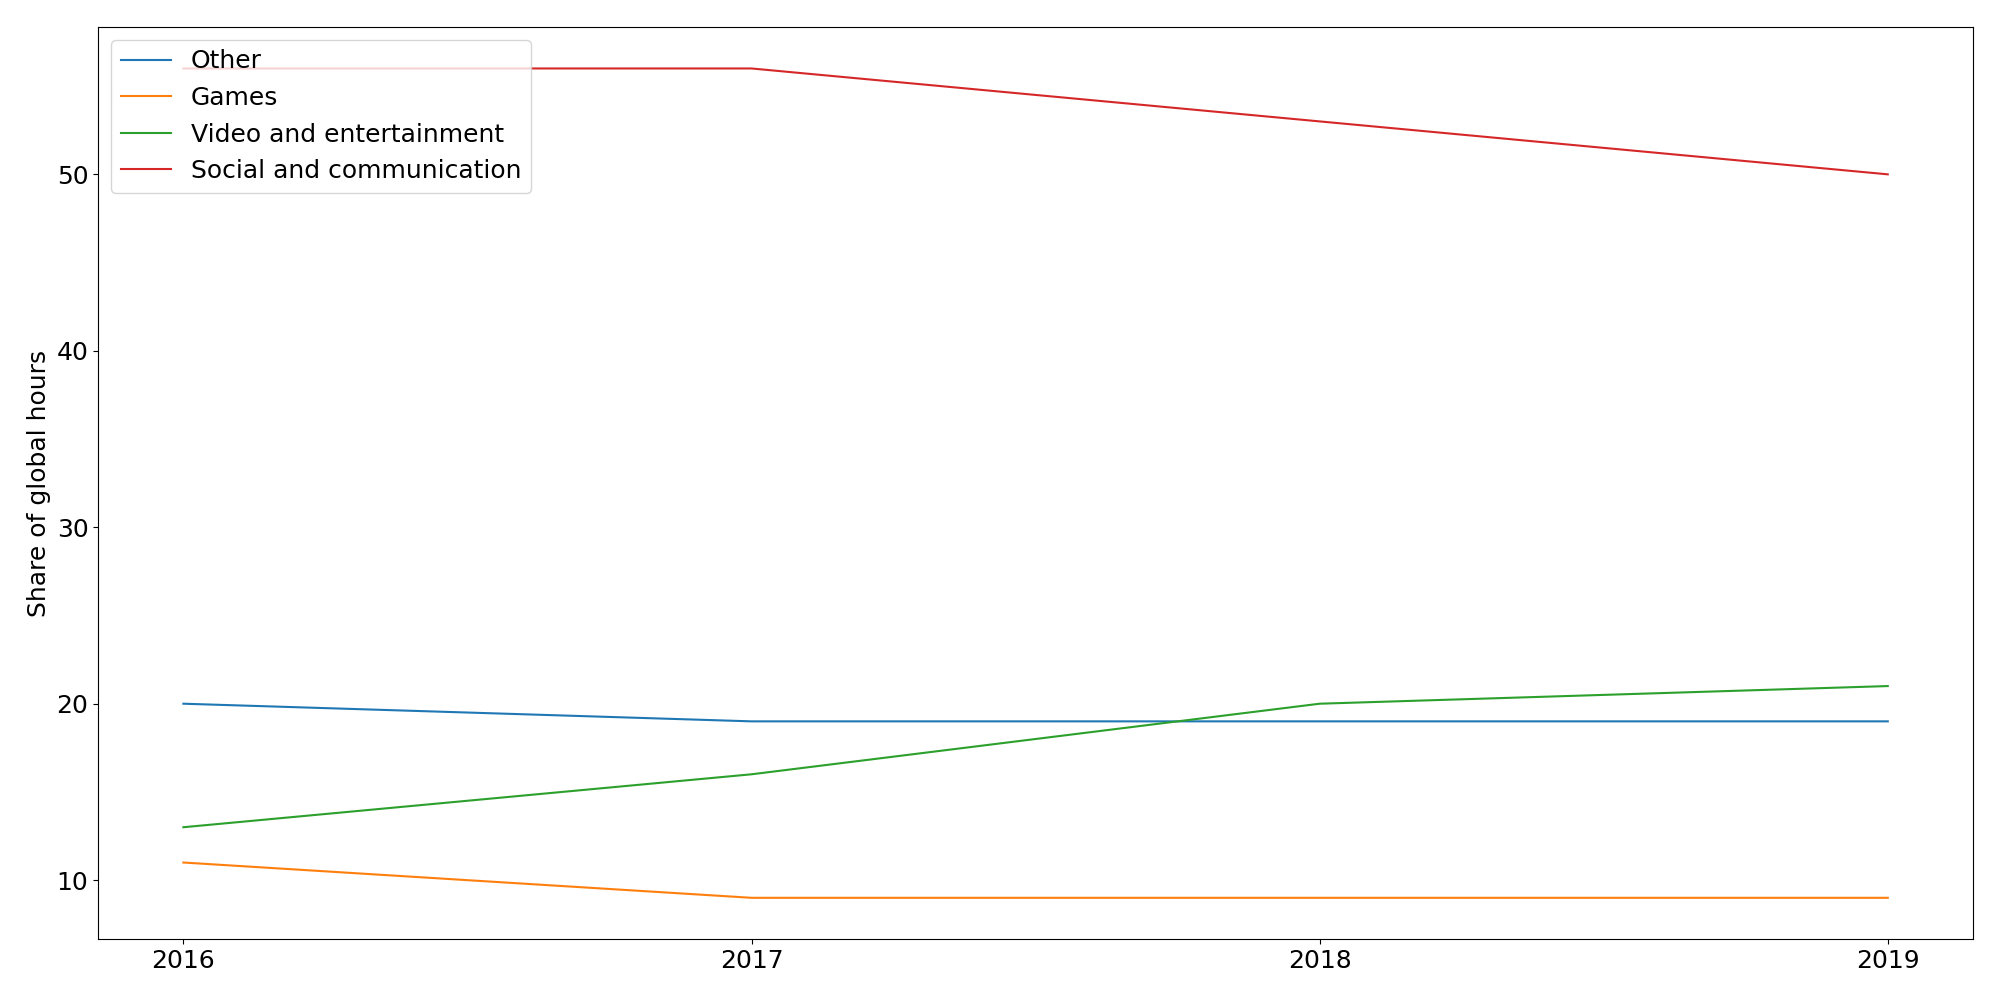 Other
Games
Video and entertainment
Social and communication
Share of global hours
50
40
30
20
10
2016 2017 2018 2019